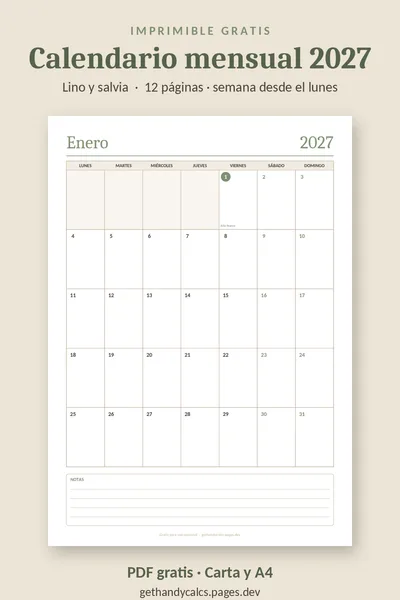 IMPRIMIBLE GRATIS
Calendario mensual 2027
Lino y salvia · 12 páginas · semana desde el lunes
Enero 2027
LUNES MARTES MIÉRCOLES JUEVES VIERNES SÁBADO DOMINGO
1 2 3
4 5 6 7 8 9 10
11 12 13 14 15 16 17
18 19 20 21 22 23 24
25 26 27 28 29 30 31
NOTAS
gethandycalcs.pages.dev
PDF gratis · Carta y A4
gethandycalcs.pages.dev